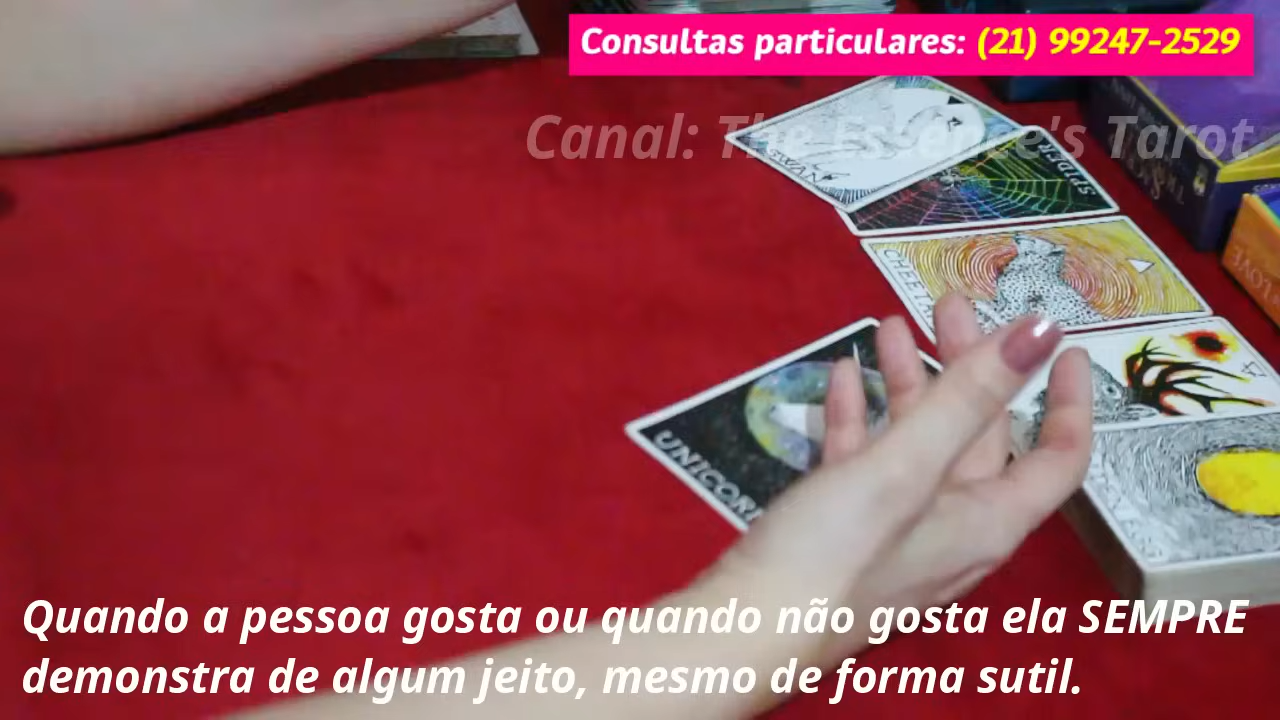 Consultas particulares: (21) 99247-2529
Canal: The Essence's Tarot
SWAN
SPIDER
UNICORN
LOVE
Quando a pessoa gosta ou quando não gosta ela SEMPRE
demonstra de algum jeito, mesmo de forma sutil.